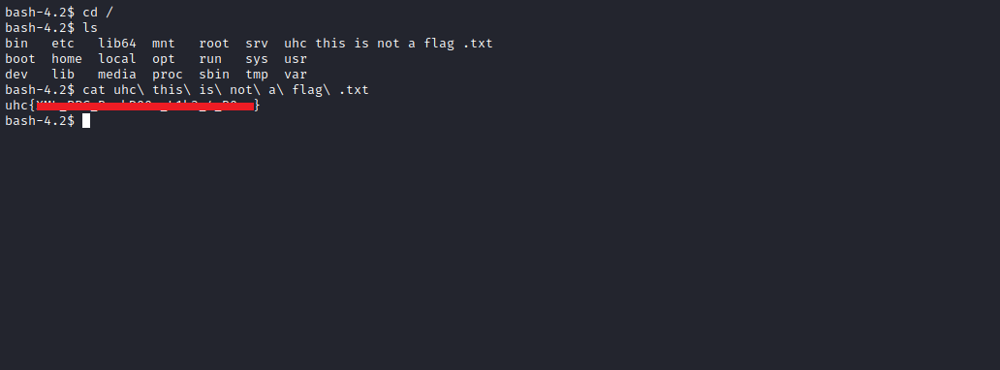 bash-4.2$ cd /
bash-4.2$ ls
bin etc lib64 mnt root srv uhc this is not a flag .txt
boot home local opt run sys usr
dev lib media proc sbin tmp var
bash-4.2$ cat uhc\ this\ is\ not\ a\ flag\ .txt
uhc{ }
bash-4.2$